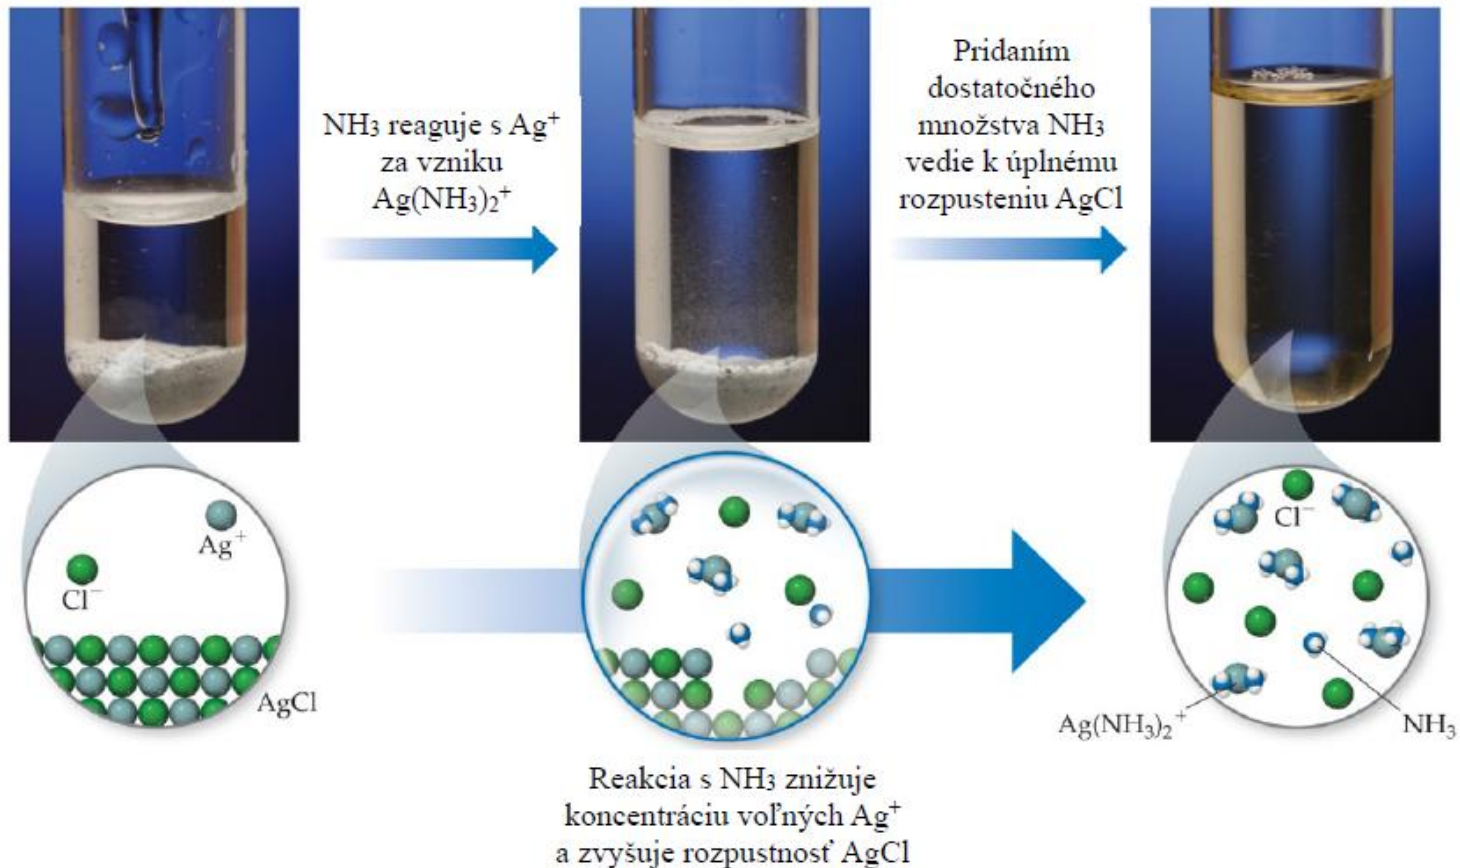 NH₃ reaguje s Ag⁺
za vzniku
Ag(NH₃)₂⁺
Pridaním
dostatočného
množstva NH₃
vedie k úplnému
rozpusteniu AgCl
Ag⁺
Cl⁻
AgCl
Reakcia s NH₃ znižuje
koncentráciu voľných Ag⁺
a zvyšuje rozpustnosť AgCl
Cl⁻
Ag(NH₃)₂⁺
NH₃